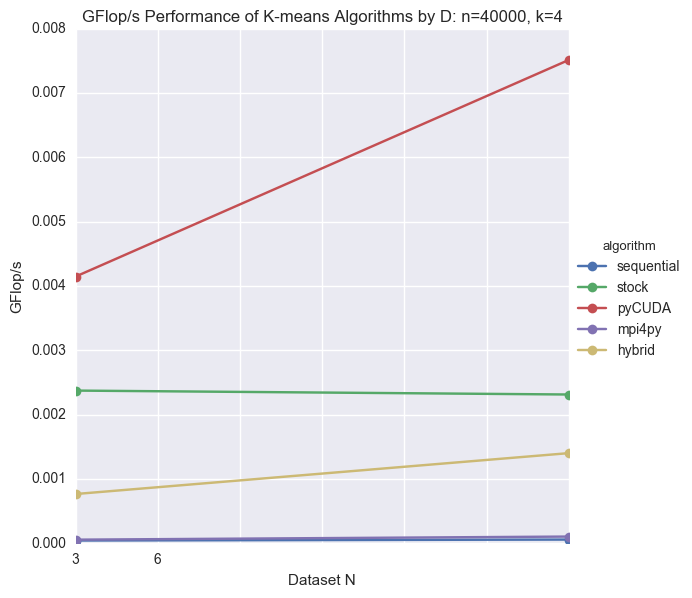 GFlop/s Performance of K-means Algorithms by D: n=40000, k=4
0.008
0.007
0.006
0.005
0.004
0.003
0.002
0.001
0.000
GFlop/s
3 6
Dataset N
algorithm
sequential
stock
pyCUDA
mpi4py
hybrid